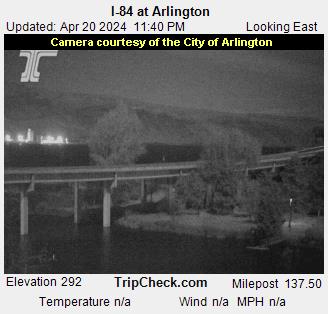 I-84 at Arlington
Updated: Apr 20 2024 11:40 PM Looking East
Camera courtesy of the City of Arlington
Elevation 292 TripCheck.com Milepost 137.50
Temperature n/a Wind n/a MPH n/a